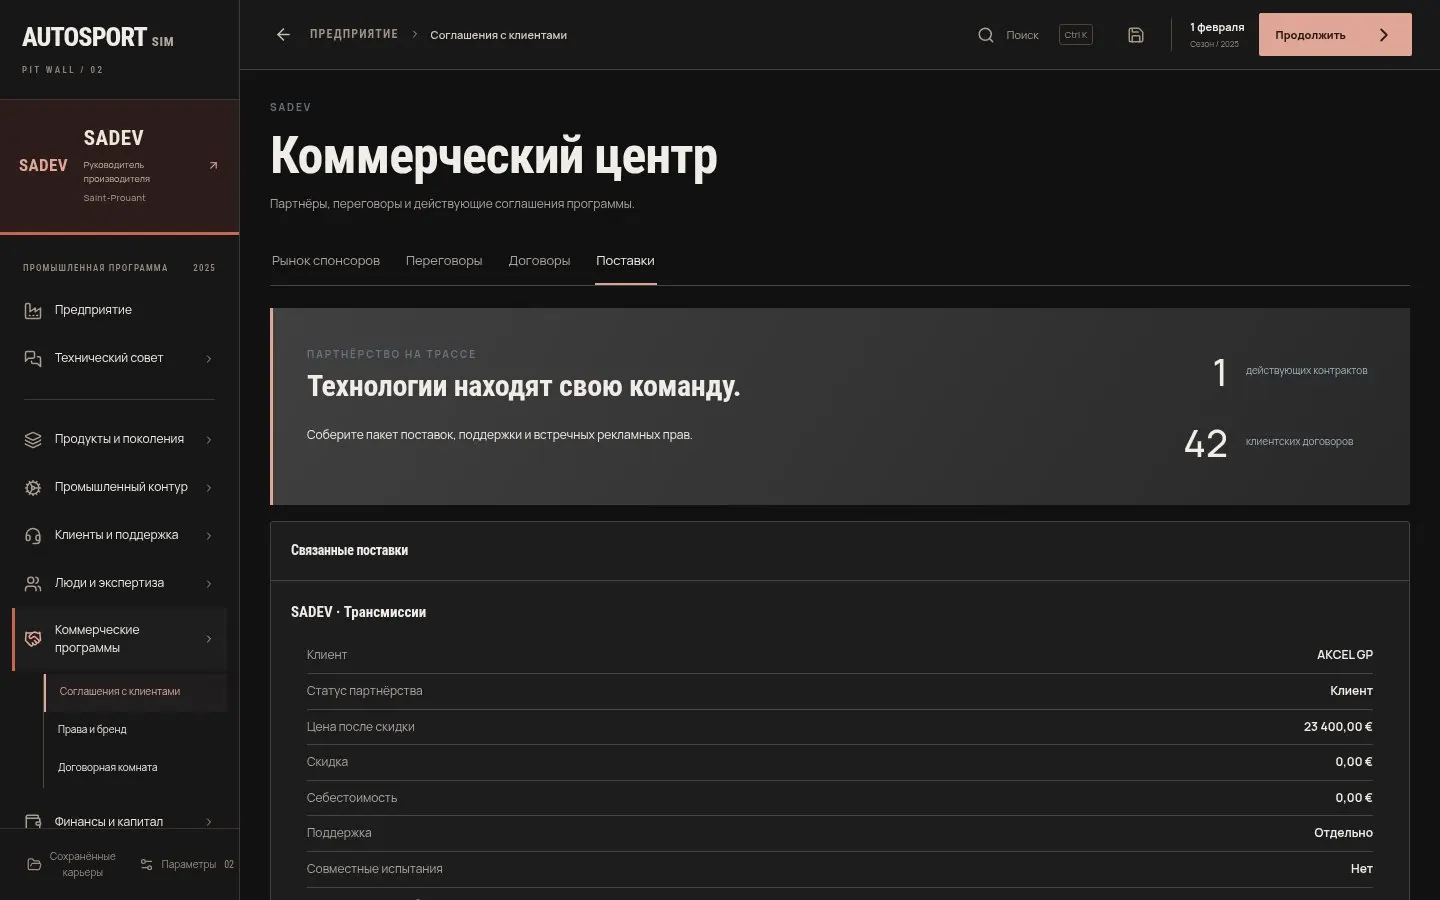 AUTOSPORT SIM
PIT WALL / 02
SADEV
SADEV
Руководитель
производителя
Saint-Prouant
ПРОМЫШЛЕННАЯ ПРОГРАММА 2025
Предприятие
Технический совет
Продукты и поколения
Промышленный контур
Клиенты и поддержка
Люди и экспертиза
Коммерческие
программы
Соглашения с клиентами
Права и бренд
Договорная комната
Финансы и капитал
Сохранённые
карьеры
Параметры 02
ПРЕДПРИЯТИЕ
Соглашения с клиентами
Поиск Ctrl K
1 февраля
Сезон / 2025
Продолжить
SADEV
Коммерческий центр
Партнёры, переговоры и действующие соглашения программы.
Рынок спонсоров Переговоры Договоры Поставки
ПАРТНЁРСТВО НА ТРАССЕ
Технологии находят свою команду.
Соберите пакет поставок, поддержки и встречных рекламных прав.
1 действующих контрактов
42 клиентских договоров
Связанные поставки
SADEV · Трансмиссии
Клиент AKCEL GP
Статус партнёрства Клиент
Цена после скидки 23 400,00 €
Скидка 0,00 €
Себестоимость 0,00 €
Поддержка Отдельно
Совместные испытания Нет